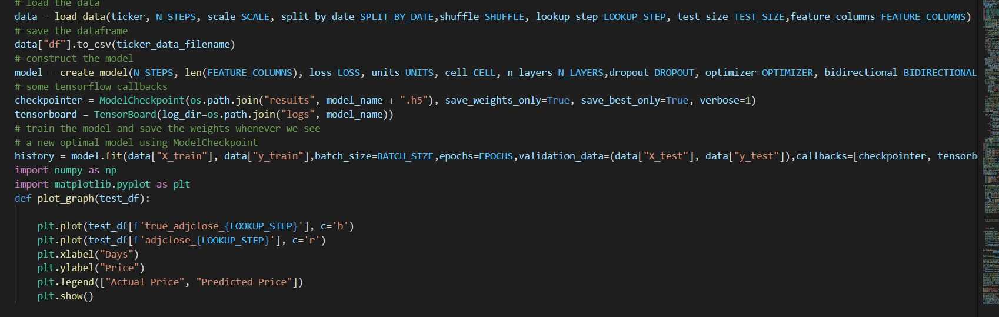 # load the data
data = load_data(ticker, N_STEPS, scale=SCALE, split_by_date=SPLIT_BY_DATE,shuffle=SHUFFLE, lookup_step=LOOKUP_STEP, test_size=TEST_SIZE,feature_columns=FEATURE_COLUMNS)
# save the dataframe
data["df"].to_csv(ticker_data_filename)
# construct the model
model = create_model(N_STEPS, len(FEATURE_COLUMNS), loss=LOSS, units=UNITS, cell=CELL, n_layers=N_LAYERS,dropout=DROPOUT, optimizer=OPTIMIZER, bidirectional=BIDIRECTIONAL
# some tensorflow callbacks
checkpointer = ModelCheckpoint(os.path.join("results", model_name + ".h5"), save_weights_only=True, save_best_only=True, verbose=1)
tensorboard = TensorBoard(log_dir=os.path.join("logs", model_name))
# train the model and save the weights whenever we see
# a new optimal model using ModelCheckpoint
history = model.fit(data["X_train"], data["y_train"],batch_size=BATCH_SIZE,epochs=EPOCHS,validation_data=(data["X_test"], data["y_test"]),callbacks=[checkpointer, tensorb
import numpy as np
import matplotlib.pyplot as plt
def plot_graph(test_df):
    plt.plot(test_df[f'true_adjclose_{LOOKUP_STEP}'], c='b')
    plt.plot(test_df[f'adjclose_{LOOKUP_STEP}'], c='r')
    plt.xlabel("Days")
    plt.ylabel("Price")
    plt.legend(["Actual Price", "Predicted Price"])
    plt.show()